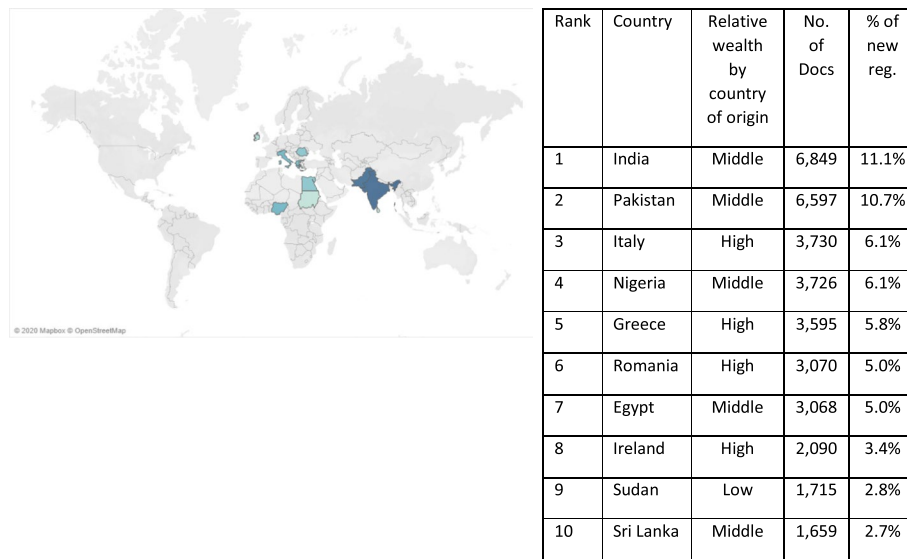 © 2020 Mapbox © OpenStreetMap
Rank Country Relative No. % of
wealth of new
by Docs reg.
country
of origin
1 India Middle 6,849 11.1%
2 Pakistan Middle 6,597 10.7%
3 Italy High 3,730 6.1%
4 Nigeria Middle 3,726 6.1%
5 Greece High 3,595 5.8%
6 Romania High 3,070 5.0%
7 Egypt Middle 3,068 5.0%
8 Ireland High 2,090 3.4%
9 Sudan Low 1,715 2.8%
10 Sri Lanka Middle 1,659 2.7%